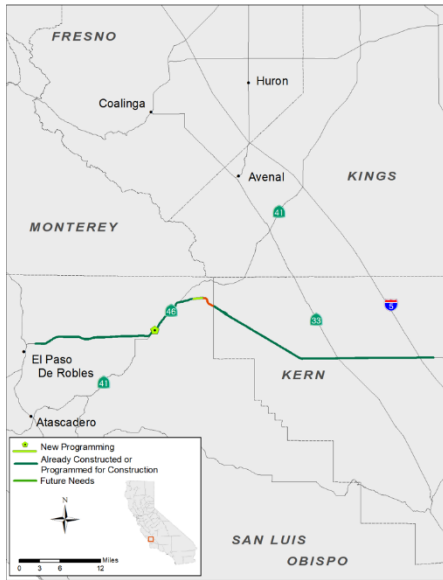 FRESNO
Huron
Coalinga
Avenal
KINGS
41
MONTEREY
46
5
33
El Paso
De Robles
KERN
41
Atascadero
New Programming
Already Constructed or
Programmed for Construction
Future Needs
N
0 3 6 12 Miles
SAN LUIS
OBISPO